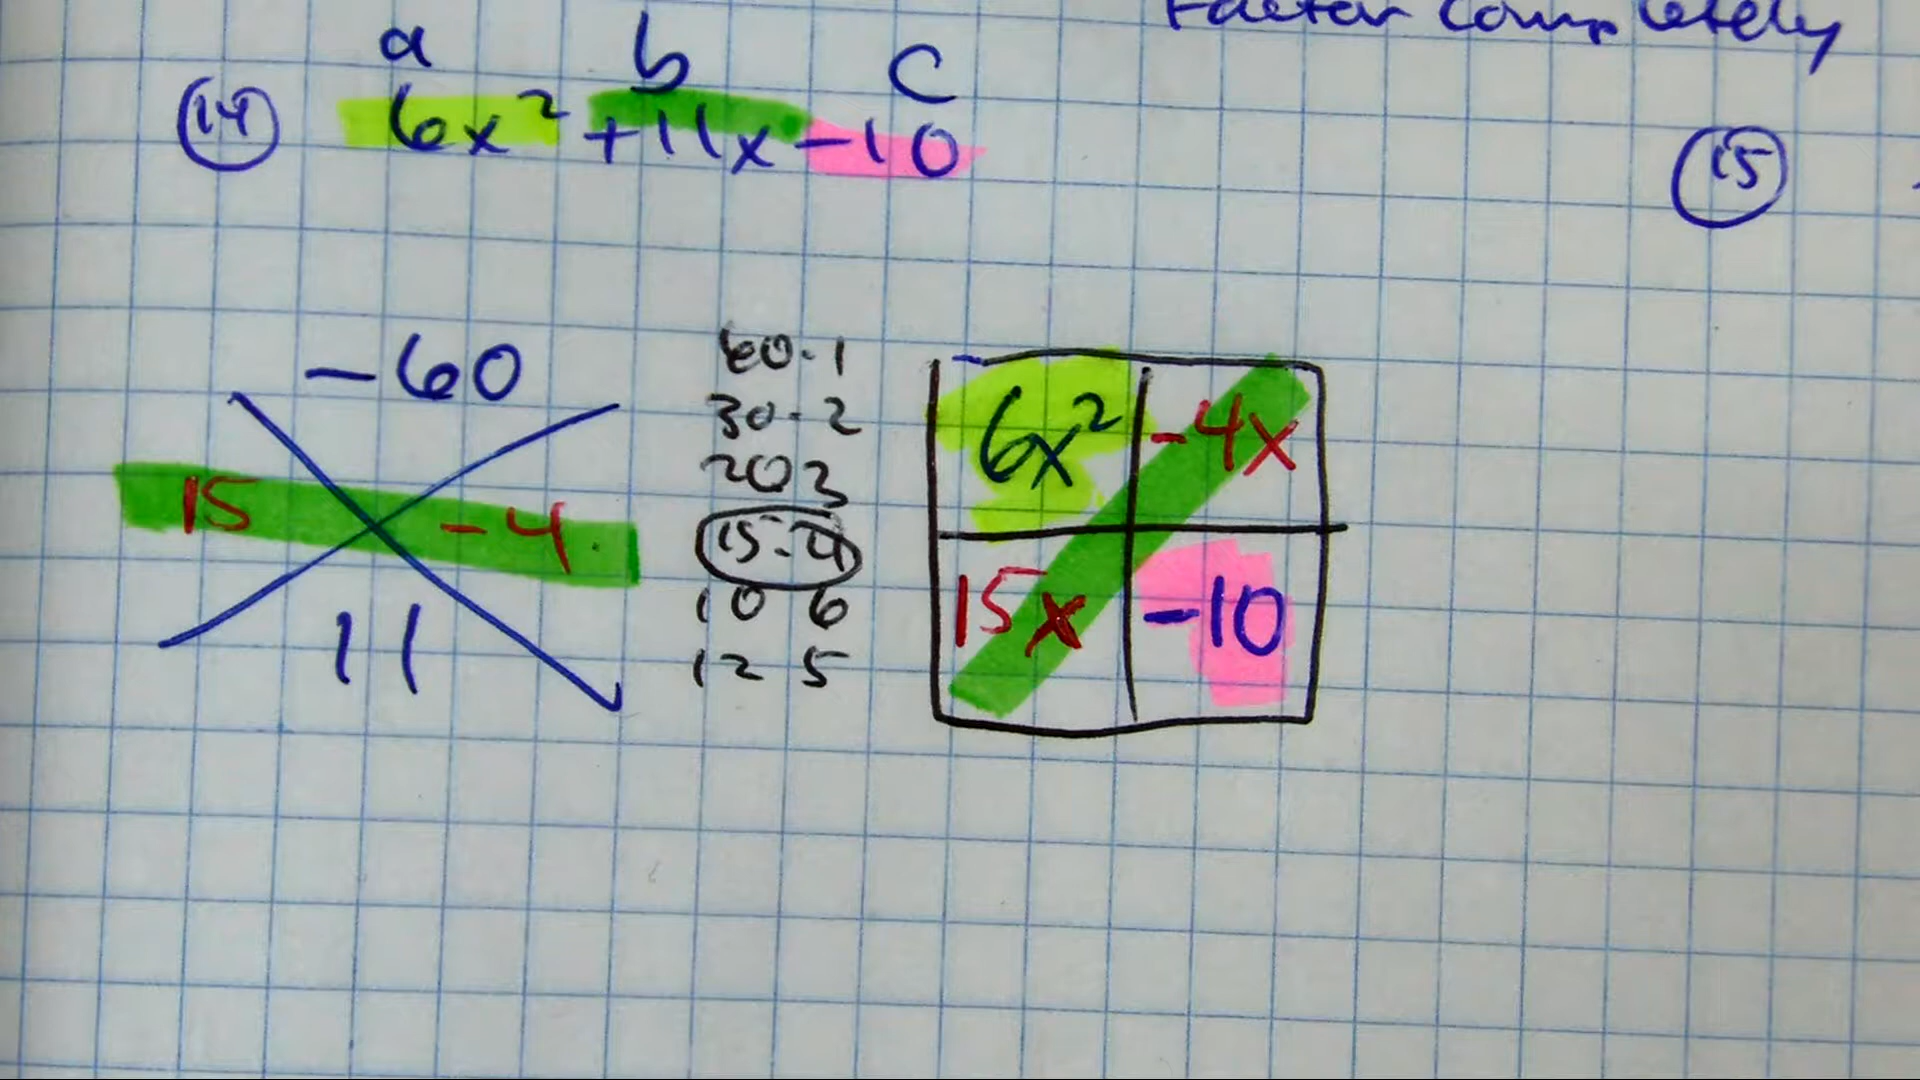 Factor Completely
a b c
14 6x² +11x -10
15
-60
15 -4
11
60·1
30·2
20 3
15·4
10 6
12 5
6x² -4x
15x -10